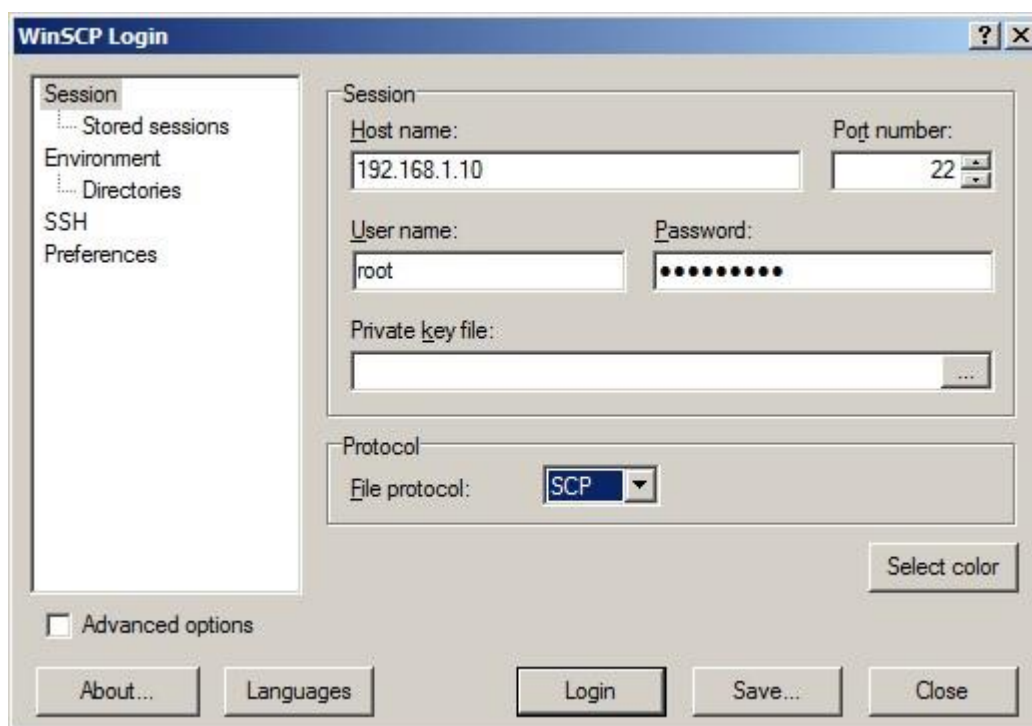 WinSCP Login
Session
Stored sessions
Environment
Directories
SSH
Preferences
Session
Host name:
Port number:
192.168.1.10
22
User name:
Password:
root
●●●●●●●●●
Private key file:
...
Protocol
File protocol:
SCP
Select color
Advanced options
About...
Languages
Login
Save...
Close